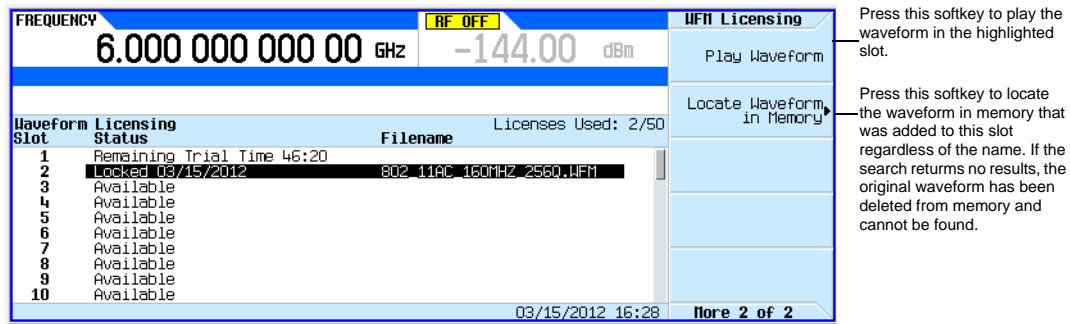 FREQUENCY
RF OFF
6.000 000 000 00 GHz
-144.00 dBm
Waveform Licensing
Licenses Used: 2/50
Slot Status Filename
1 Remaining Trial Time 46:20
2 Locked 03/15/2012 802_11AC_160MHZ_256Q.WFM
3 Available
4 Available
5 Available
6 Available
7 Available
8 Available
9 Available
10 Available
03/15/2012 16:28
WFM Licensing
Play Waveform
Locate Waveform
in Memory
More 2 of 2
Press this softkey to play the
waveform in the highlighted
slot.
Press this softkey to locate
the waveform in memory that
was added to this slot
regardless of the name. If the
search returms no results, the
original waveform has been
deleted from memory and
cannot be found.